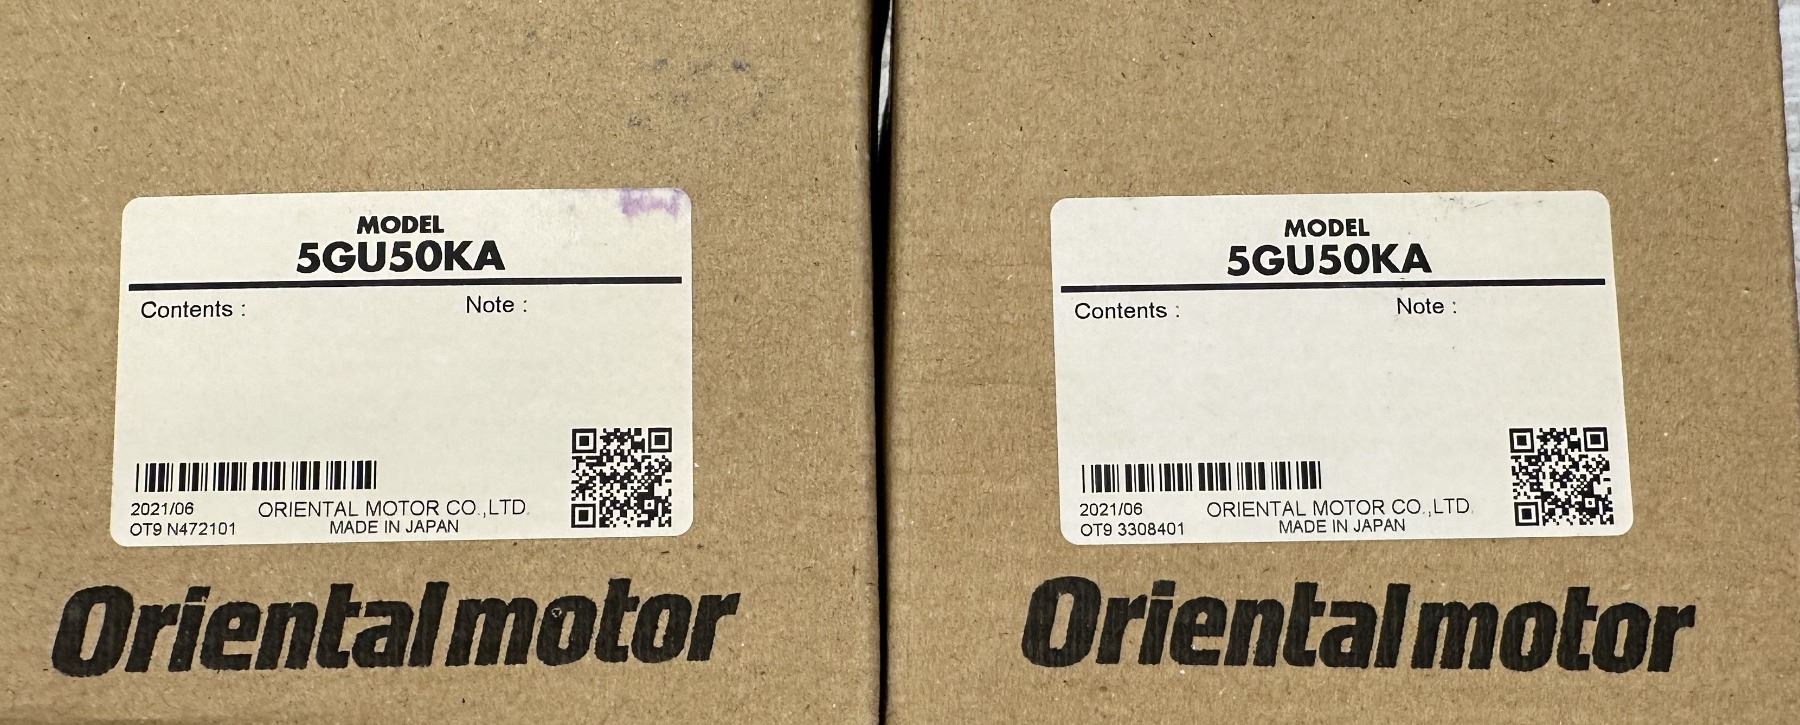 MODEL
5GU50KA
Contents :
Note :
2021/06
ORIENTAL MOTOR CO.,LTD.
OT9 N472101
MADE IN JAPAN
Orientalmotor
MODEL
5GU50KA
Contents :
Note :
2021/06
ORIENTAL MOTOR CO.,LTD.
OT9 3308401
MADE IN JAPAN
Orientalmotor